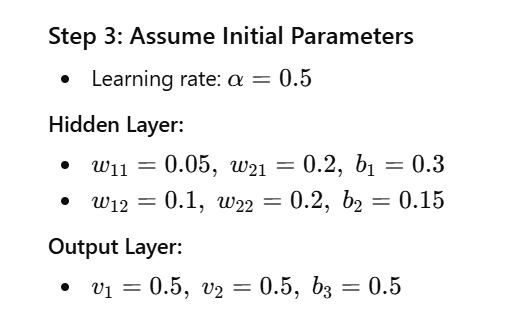 Step 3: Assume Initial Parameters
• Learning rate: α = 0.5
Hidden Layer:
• w₁₁ = 0.05, w₂₁ = 0.2, b₁ = 0.3
• w₁₂ = 0.1, w₂₂ = 0.2, b₂ = 0.15
Output Layer:
• v₁ = 0.5, v₂ = 0.5, b₃ = 0.5